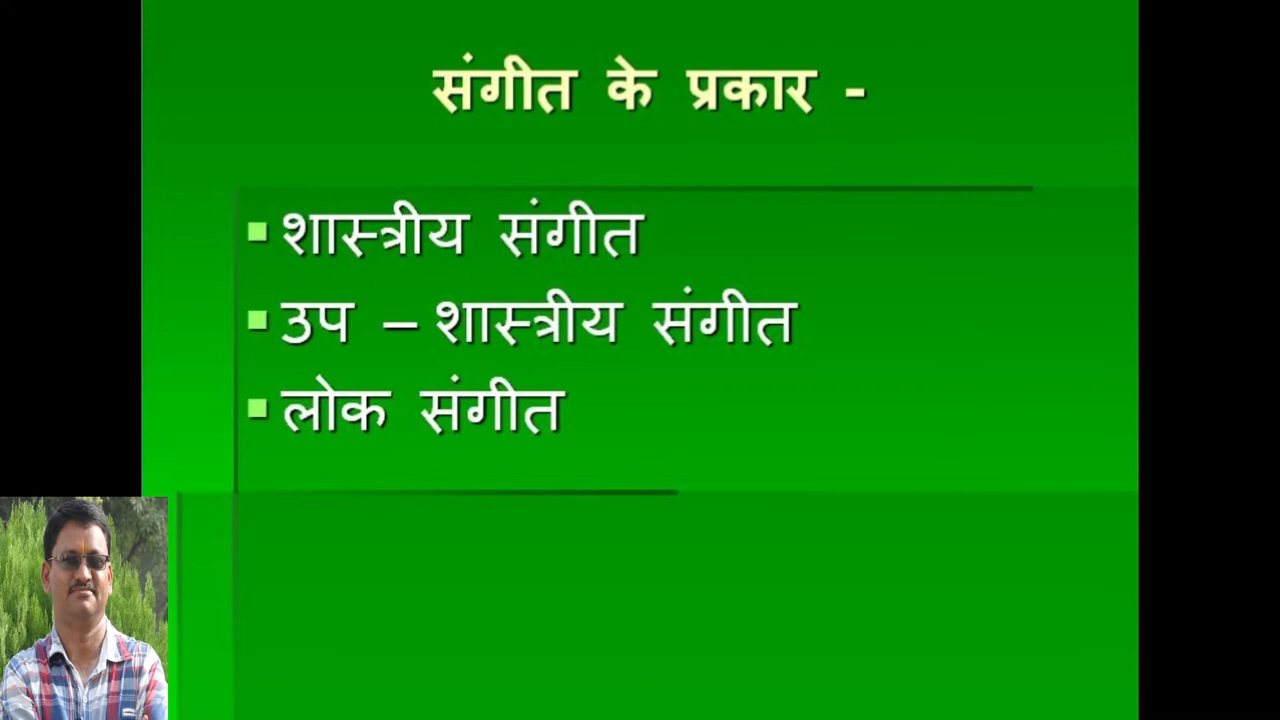 संगीत के प्रकार -
शास्त्रीय संगीत
उप – शास्त्रीय संगीत
लोक संगीत